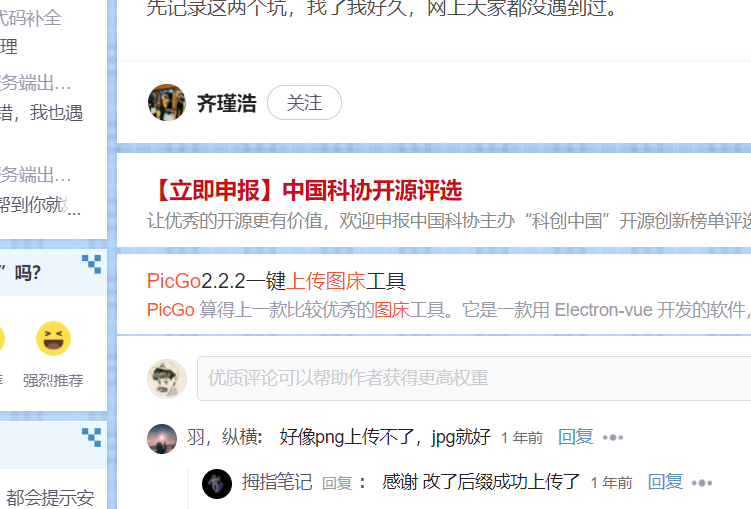 代码补全
理
务端出...
错，我也遇
务端出...
帮到你就...
”吗?
强烈推荐
都会提示安
先记录这两个坑，找了我好久，网上大家都没遇到过。
齐瑾浩 关注
【立即申报】中国科协开源评选
让优秀的开源更有价值，欢迎申报中国科协主办“科创中国”开源创新榜单评选
PicGo2.2.2一键上传图床工具
PicGo 算得上一款比较优秀的图床工具。它是一款用 Electron-vue 开发的软件，
优质评论可以帮助作者获得更高权重
羽，纵横: 好像png上传不了，jpg就好 1 年前 回复
拇指笔记 回复 ： 感谢 改了后缀成功上传了 1 年前 回复